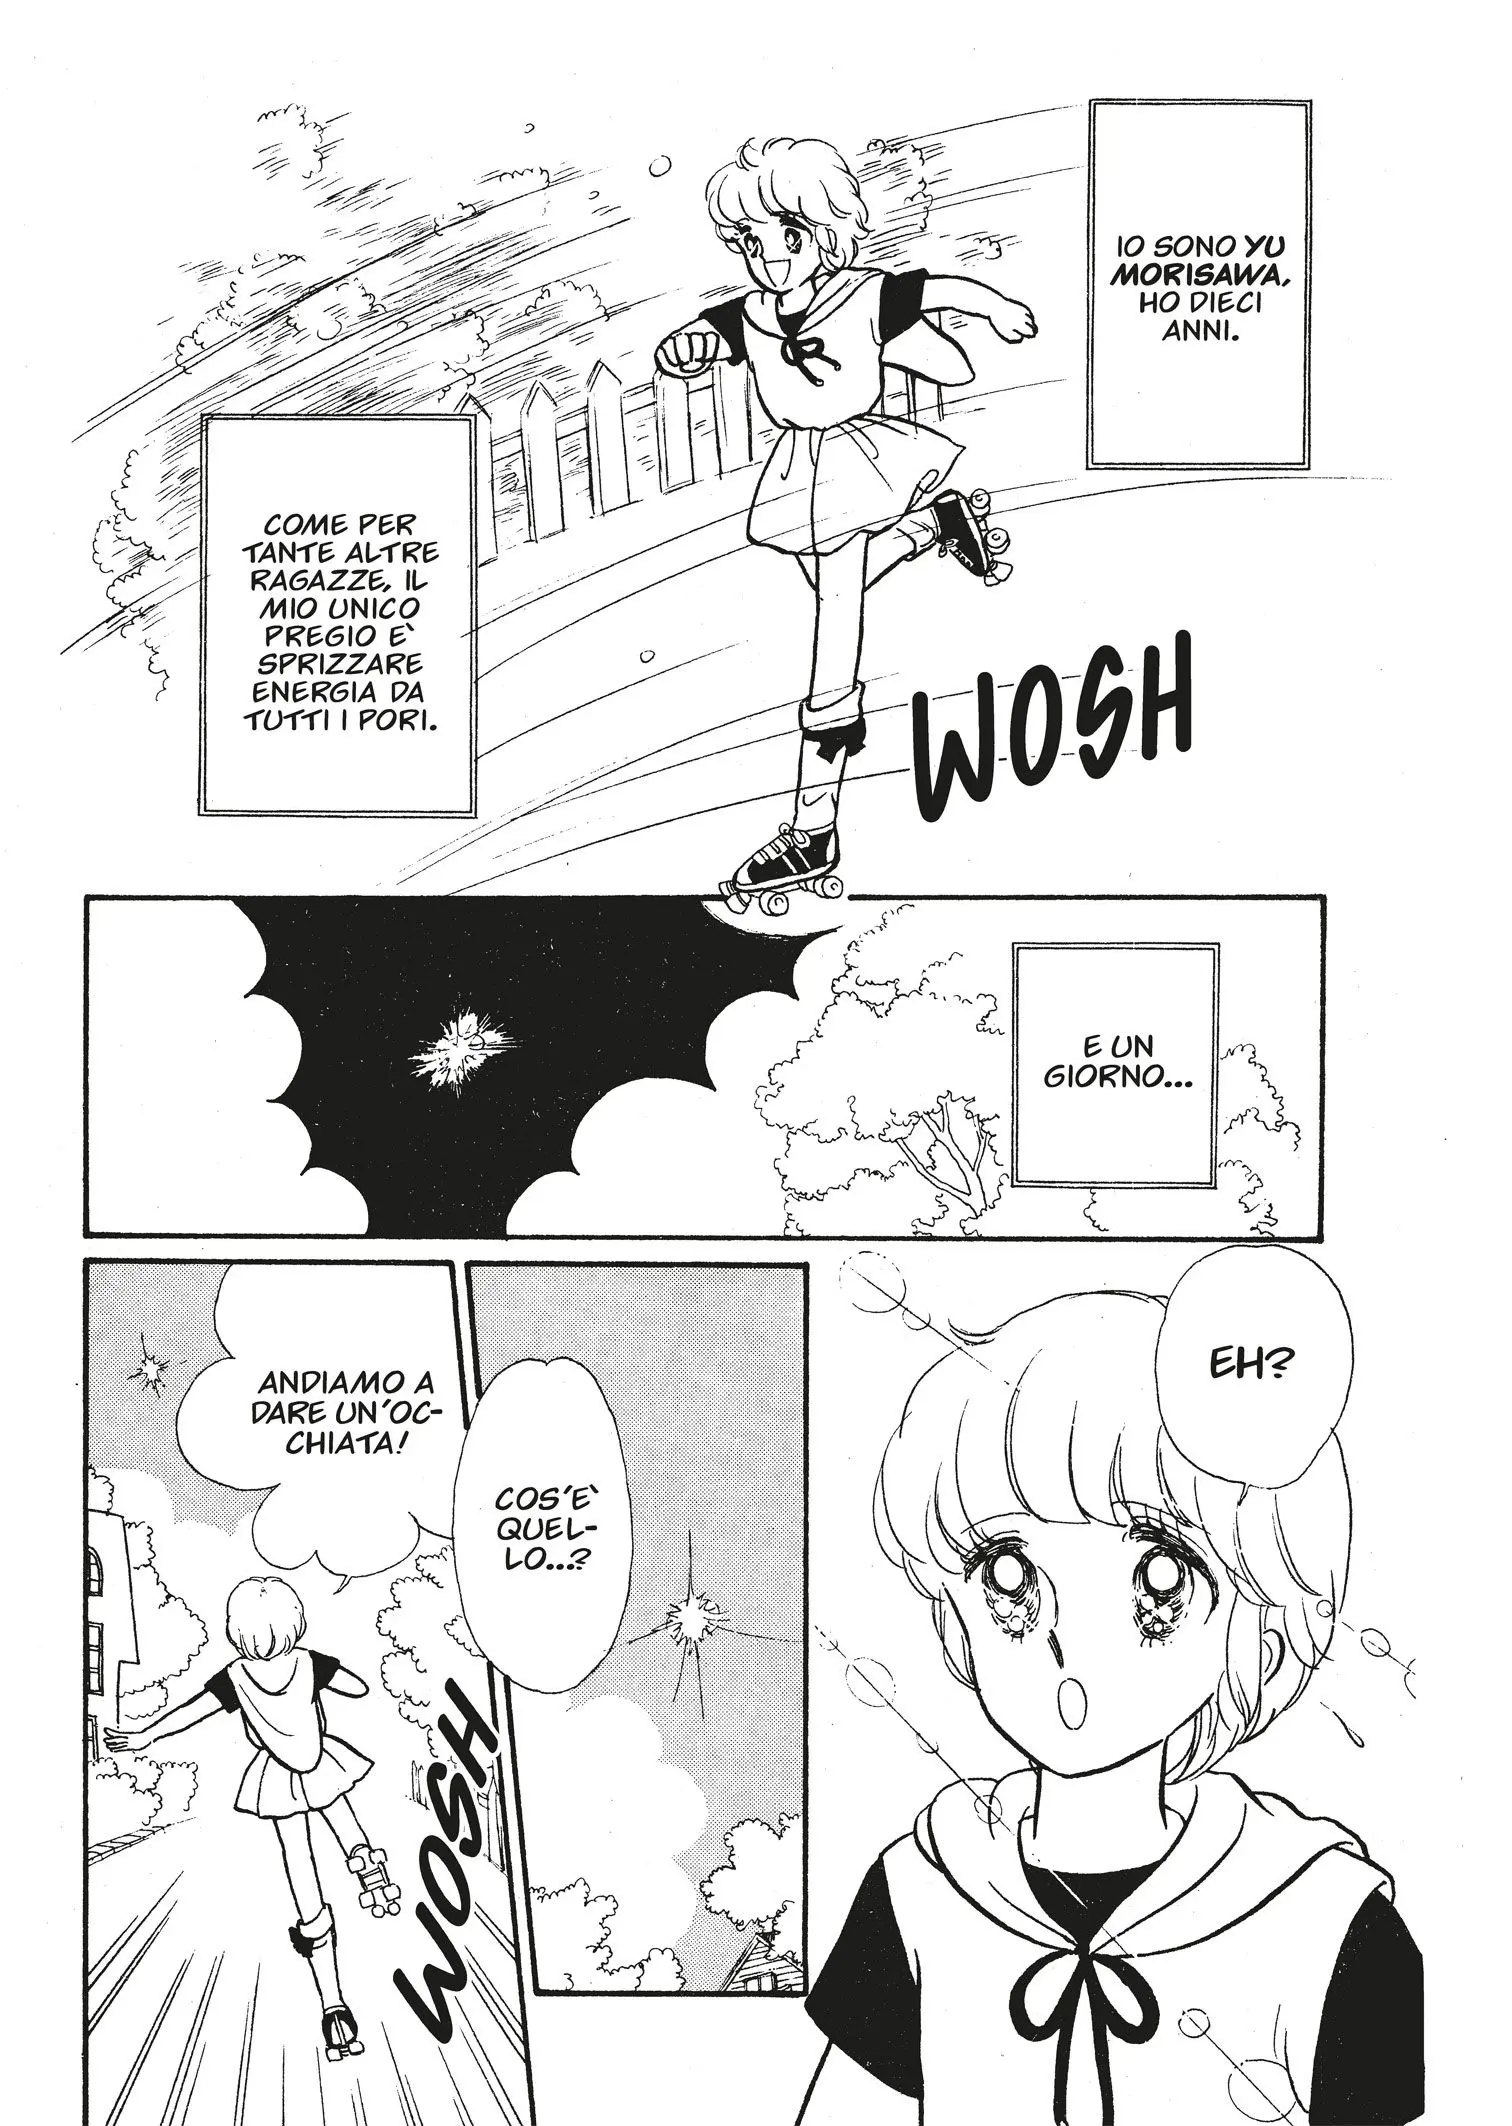 IO SONO YU
MORISAWA,
HO DIECI
ANNI.
COME PER
TANTE ALTRE
RAGAZZE, IL
MIO UNICO
PREGIO E`
SPRIZZARE
ENERGIA DA
TUTTI I PORI.
WOSH
E UN
GIORNO...
EH?
COS'E`
QUEL-
LO...?
ANDIAMO A
DARE UN'OC-
CHIATA!
WOSH